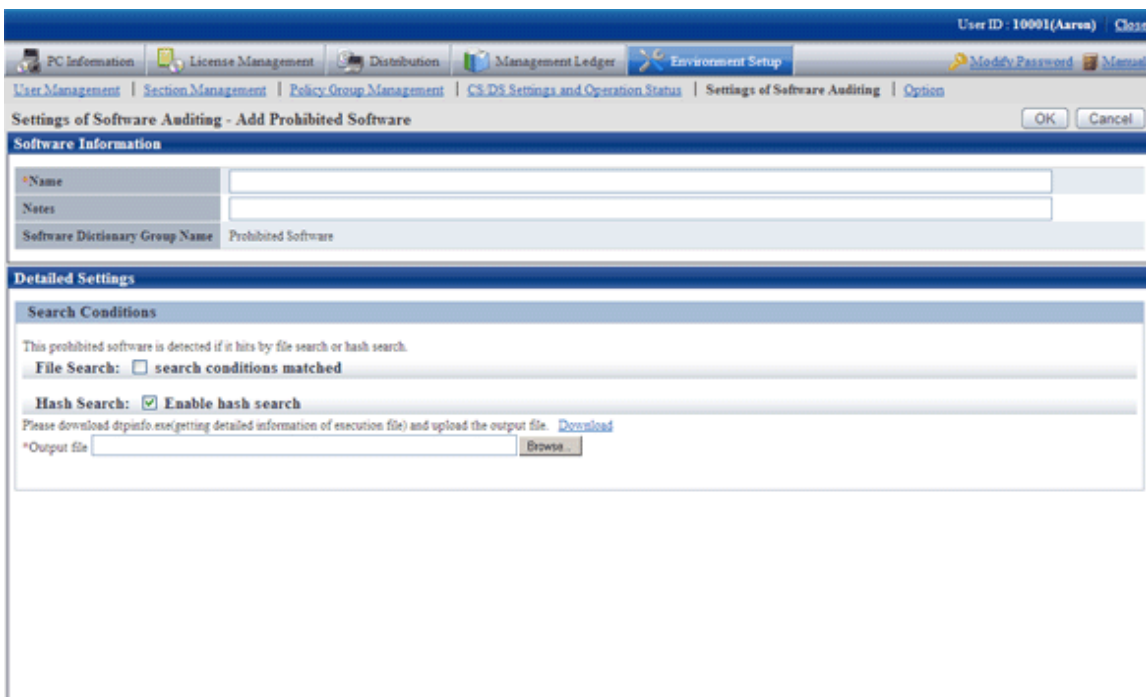 User ID : 10001(Aaron) Close
PC Information License Management Distribution Management Ledger Environment Setup Modify Password Manual
User Management | Section Management | Policy Group Management | CS/DS Settings and Operation Status | Settings of Software Auditing | Option
Settings of Software Auditing - Add Prohibited Software OK Cancel
Software Information
*Name
Notes
Software Dictionary Group Name Prohibited Software
Detailed Settings
Search Conditions
This prohibited software is detected if it hits by file search or hash search.
File Search: search conditions matched
Hash Search: Enable hash search
Please download dtpinfo.exe(getting detailed information of execution file) and upload the output file. Download
*Output file Browse...